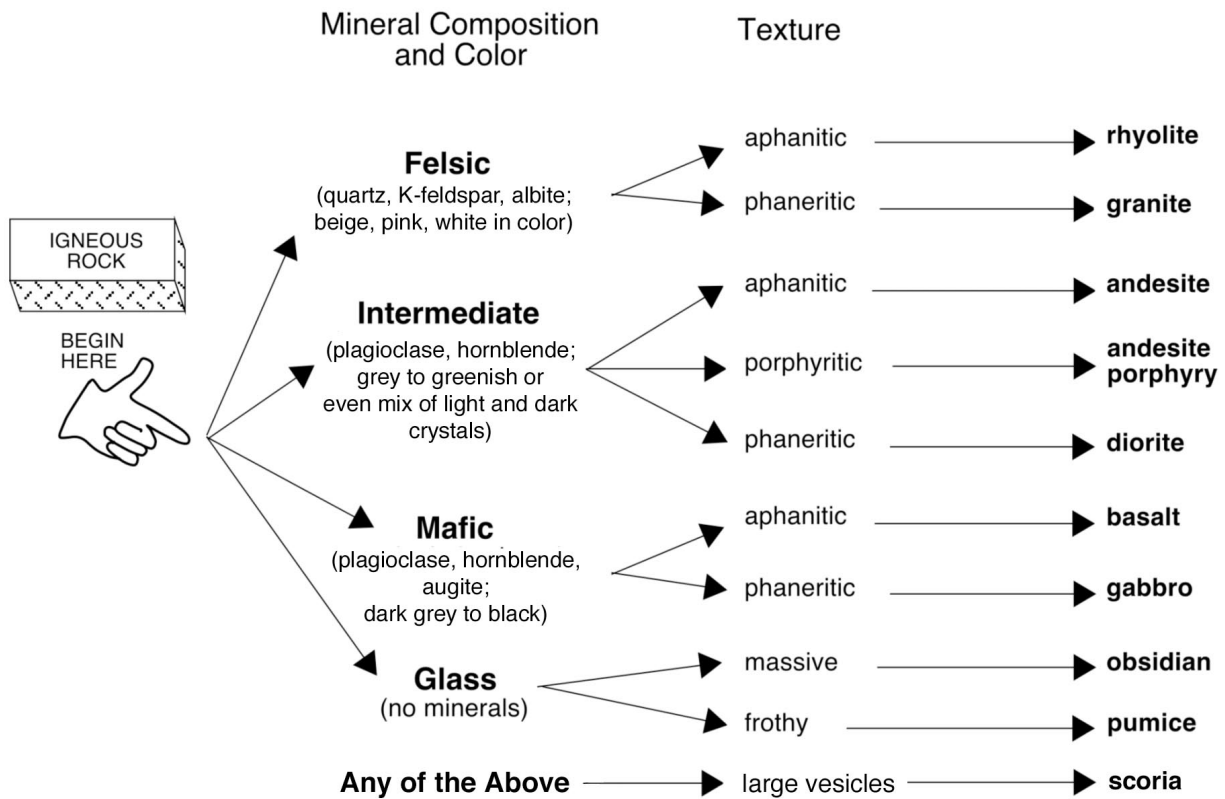 Mineral Composition
and Color
Texture
IGNEOUS
ROCK
BEGIN
HERE
Felsic
(quartz, K-feldspar, albite;
beige, pink, white in color)
aphanitic
rhyolite
phaneritic
granite
Intermediate
(plagioclase, hornblende;
grey to greenish or
even mix of light and dark
crystals)
aphanitic
andesite
porphyritic
andesite
porphyry
phaneritic
diorite
Mafic
(plagioclase, hornblende,
augite;
dark grey to black)
aphanitic
basalt
phaneritic
gabbro
Glass
(no minerals)
massive
obsidian
frothy
pumice
Any of the Above
large vesicles
scoria